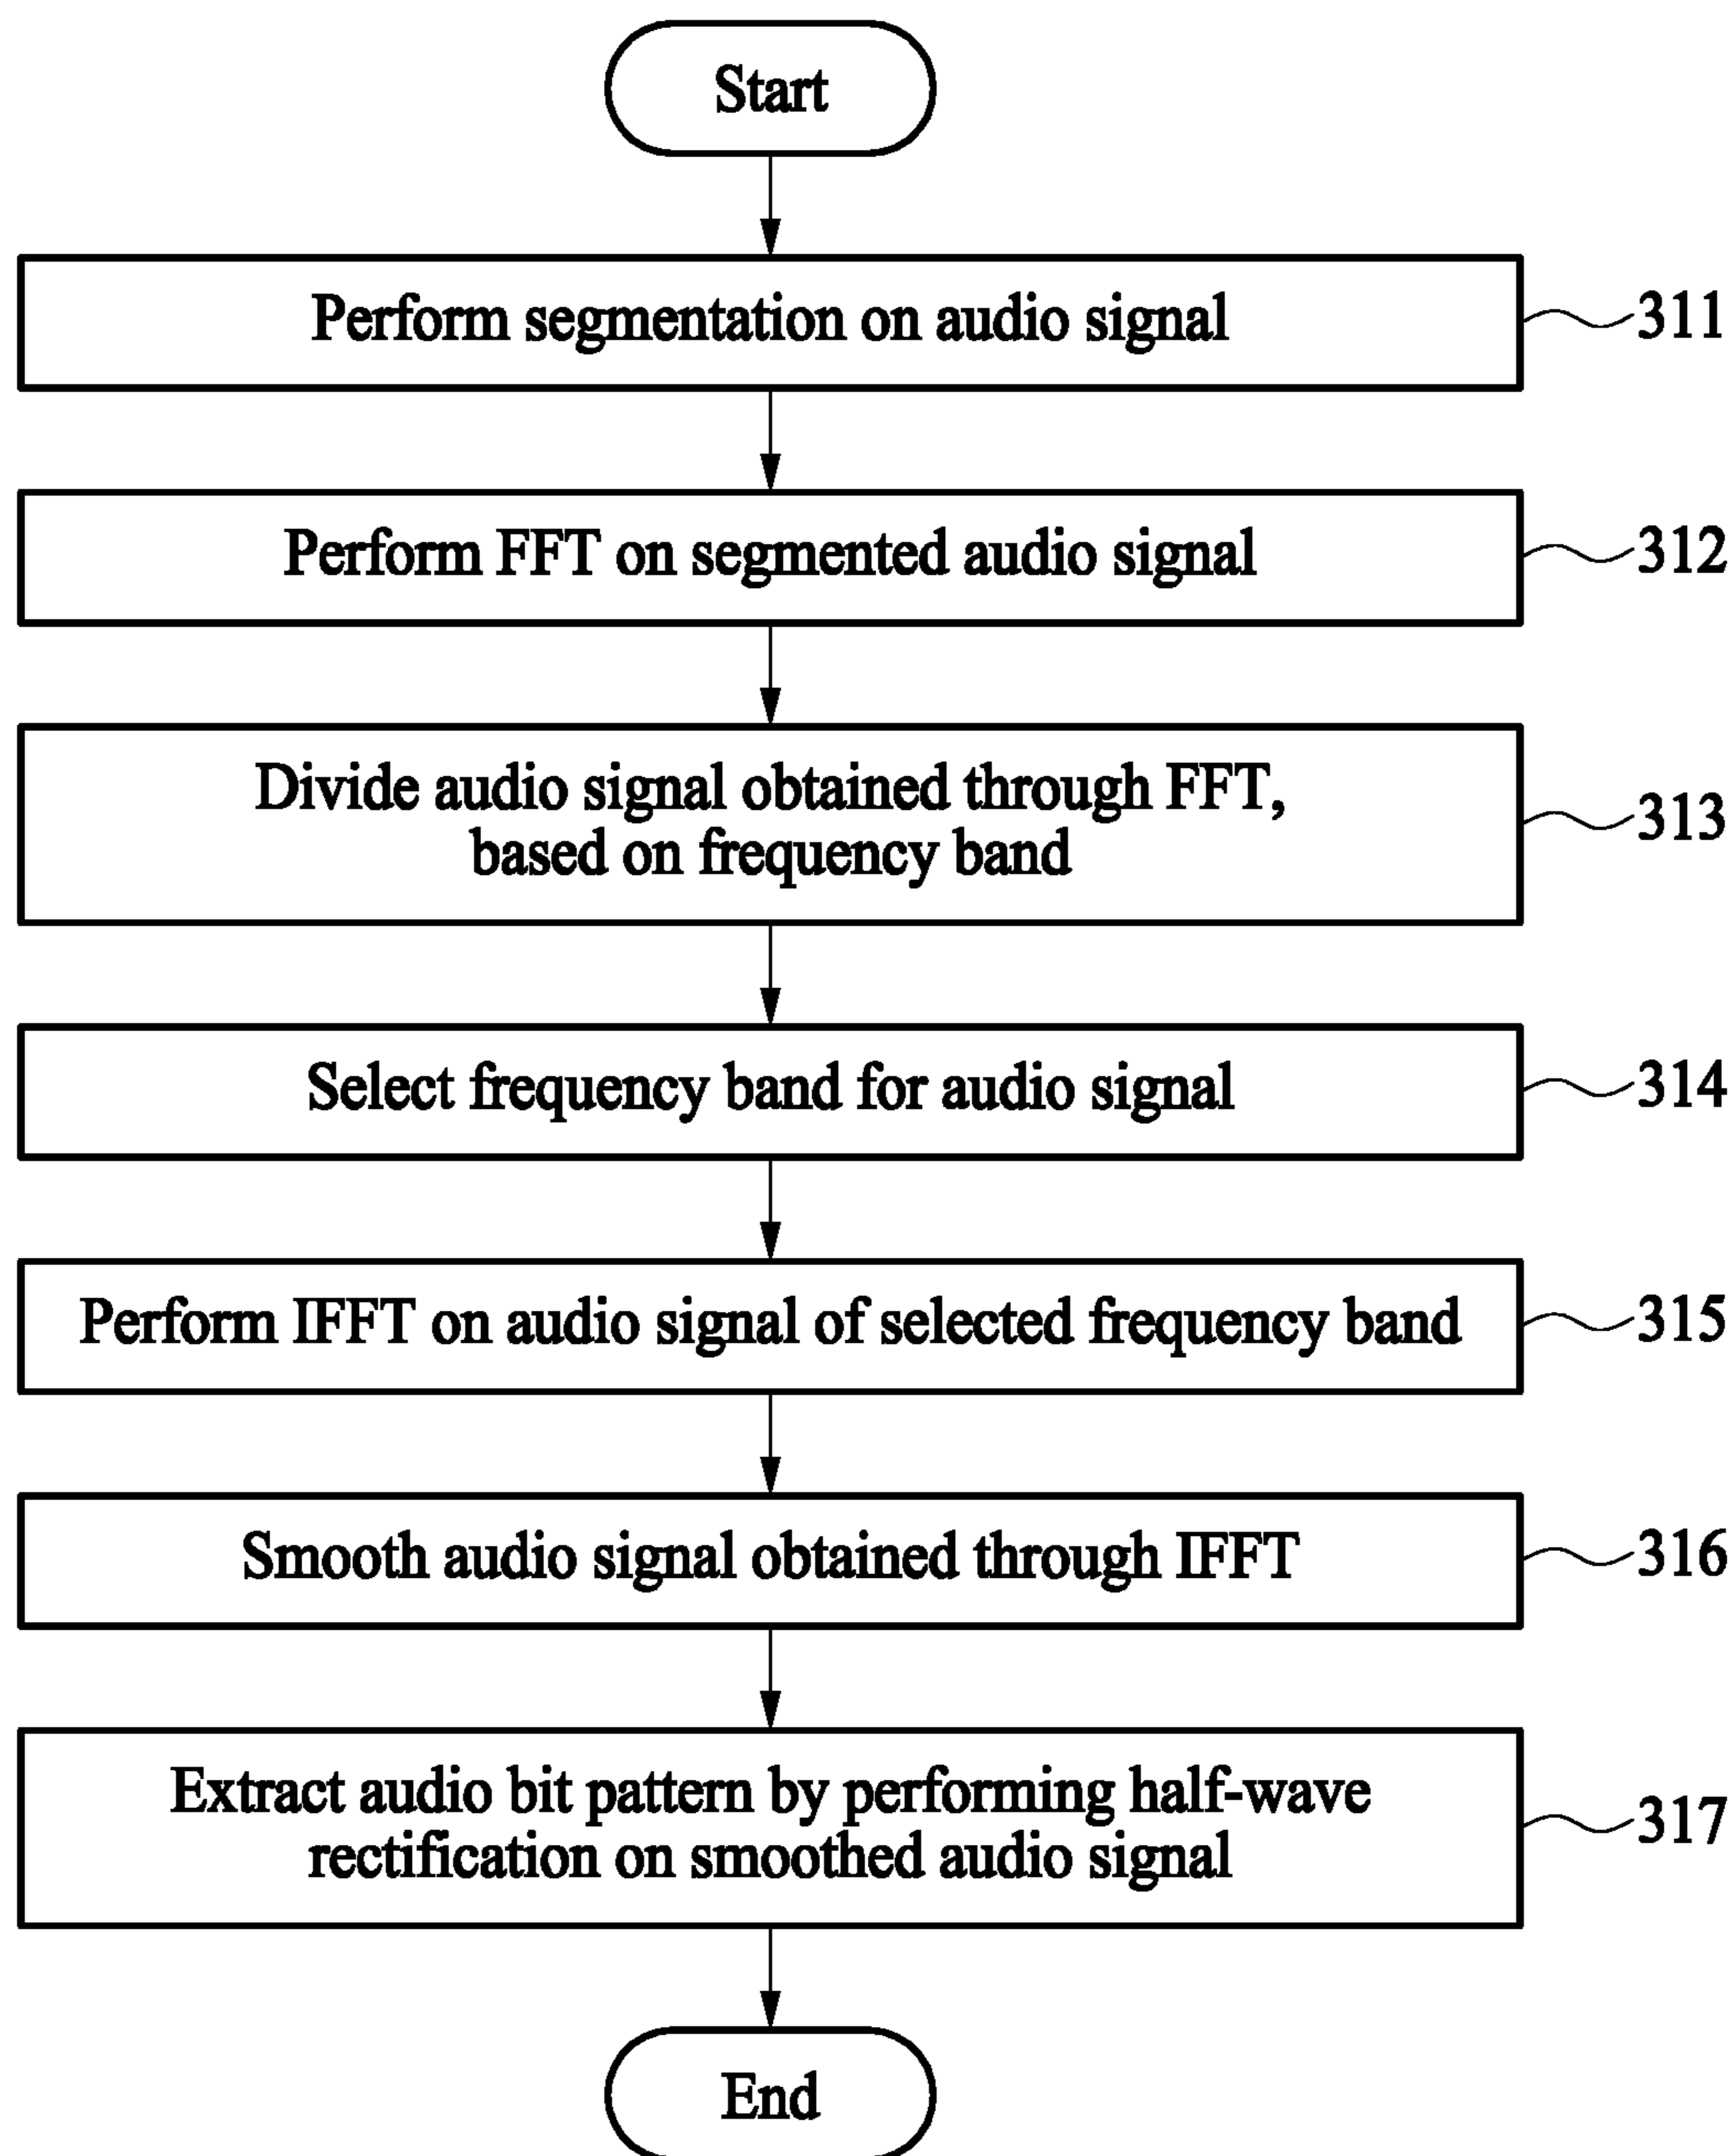 Start
Perform segmentation on audio signal
311
Perform FFT on segmented audio signal
312
Divide audio signal obtained through FFT,
based on frequency band
313
Select frequency band for audio signal
314
Perform IFFT on audio signal of selected frequency band
315
Smooth audio signal obtained through IFFT
316
Extract audio bit pattern by performing half-wave
rectification on smoothed audio signal
317
End